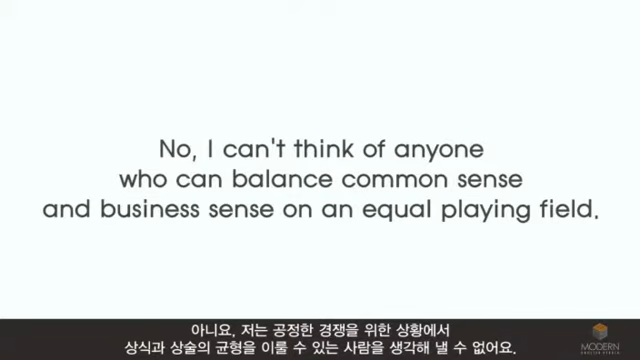 No, I can't think of anyone
who can balance common sense
and business sense on an equal playing field.
아니요, 저는 공정한 경쟁을 위한 상황에서
상식과 상술의 균형을 이룰 수 있는 사람을 생각해 낼 수 없어요.
MODERN